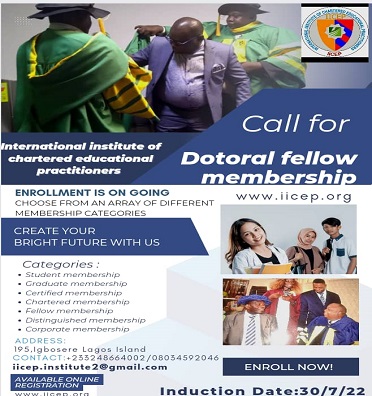 IICEP
Call for
International institute of
chartered educational
practitioners
Dotoral fellow
membership
www.iicep.org
ENROLLMENT IS ON GOING
CHOOSE FROM AN ARRAY OF DIFFERENT
MEMBERSHIP CATEGORIES
CREATE YOUR
BRIGHT FUTURE WITH US
Categories :
Student membership
Graduate membership
Certified membership
Chartered membership
Fellow membership
Distinguished membership
Corporate membership
ADDRESS:
195,Igbosere Lagos Island
CONTACT:+233248664002/08034592046
iicep.institute2@gmail.com
AVAILABLE ONLINE
REGISTRATION
www.iicep.org
ENROLL NOW!
Induction Date:30/7/22